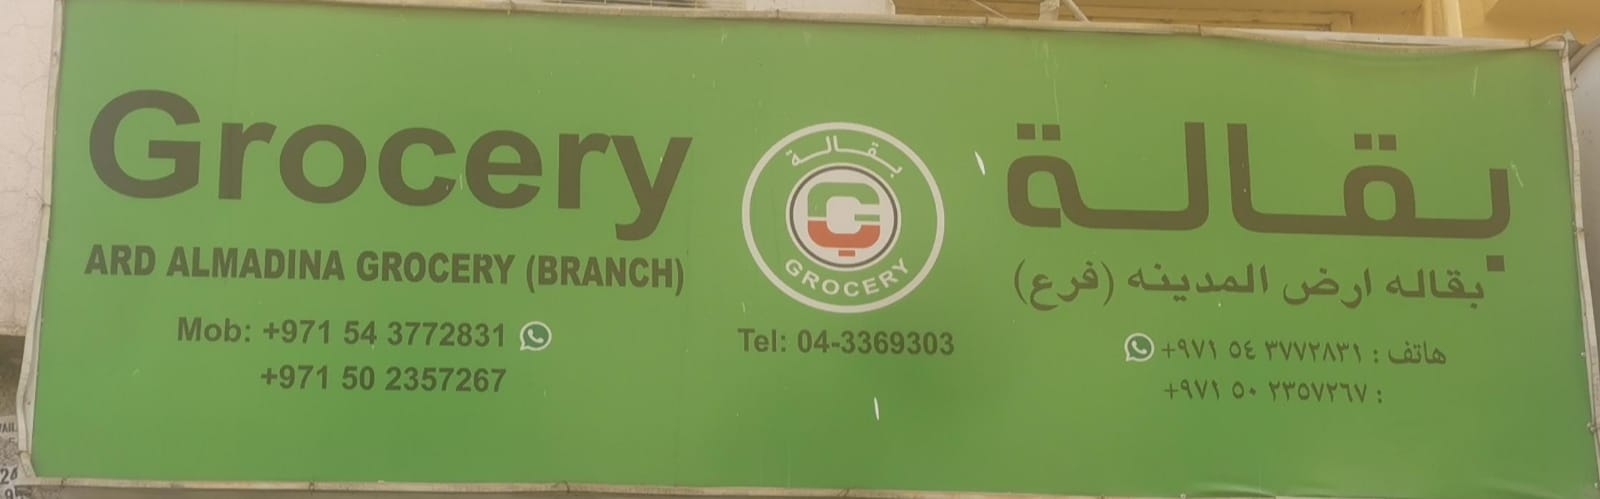 Grocery
ARD ALMADINA GROCERY (BRANCH)
Mob: +971 54 3772831
+971 50 2357267
بقالة
GROCERY
Tel: 04-3369303
بقالة
بقاله ارض المدينه (فرع)
هاتف : +٩٧١ ٥٤ ٣٧٧٢٨٣١
: +٩٧١ ٥٠ ٢٣٥٧٢٦٧
24